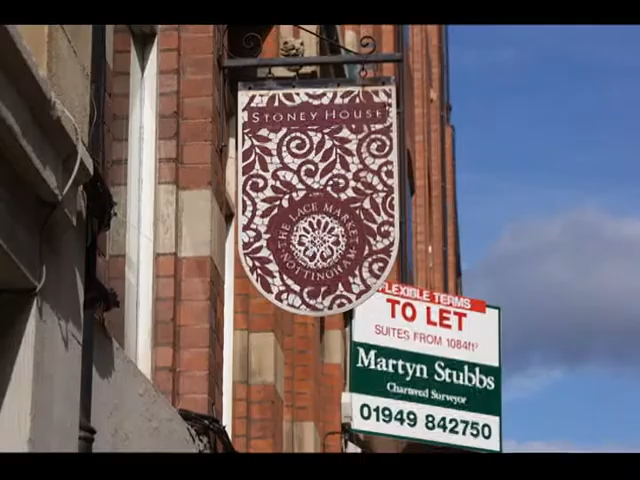 STONEY HOUSE
THE LACE MARKET
NOTTINGHAM
FLEXIBLE TERMS
TO LET
SUITES FROM 1084ft²
Martyn Stubbs
Chartered Surveyor
01949 842750